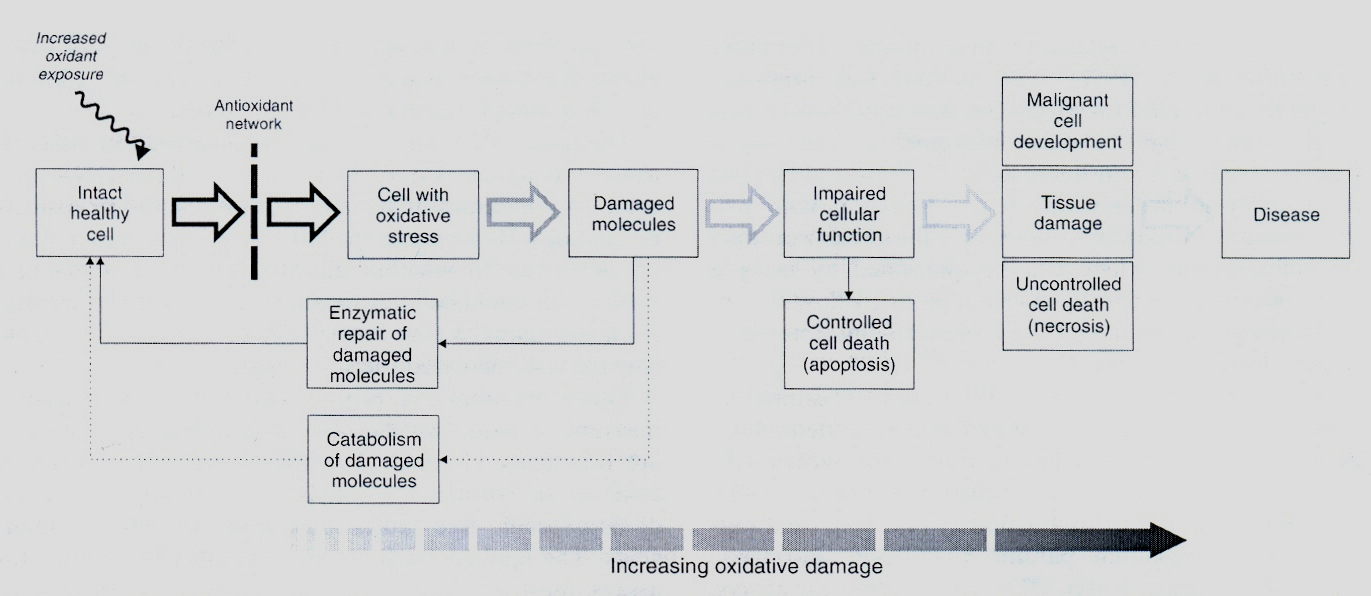 Increased
oxidant
exposure
Antioxidant
network
Intact
healthy
cell
Cell with
oxidative
stress
Damaged
molecules
Impaired
cellular
function
Malignant
cell
development
Tissue
damage
Uncontrolled
cell death
(necrosis)
Disease
Enzymatic
repair of
damaged
molecules
Controlled
cell death
(apoptosis)
Catabolism
of damaged
molecules
Increasing oxidative damage